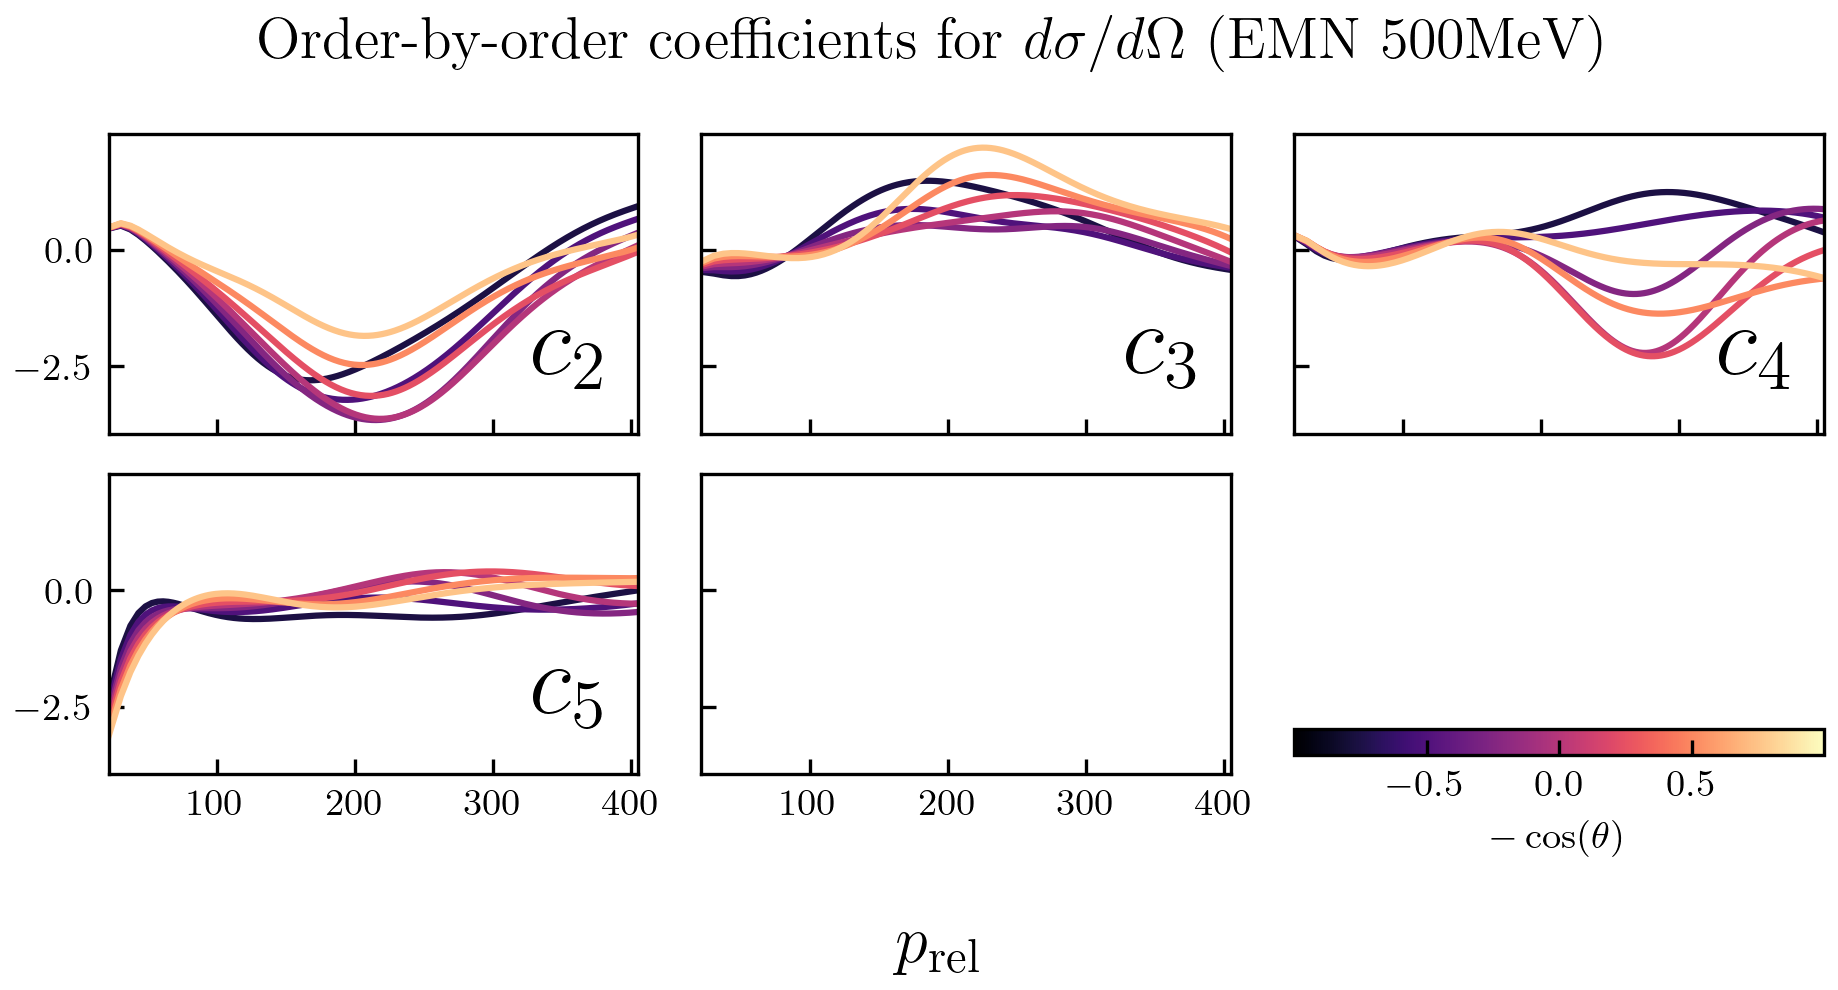 Order-by-order coefficients for dσ/dΩ (EMN 500MeV)
0.0
−2.5
c₂
c₃
c₄
0.0
−2.5
c₅
100 200 300 400
100 200 300 400
−0.5 0.0 0.5
− cos(θ)
p_rel